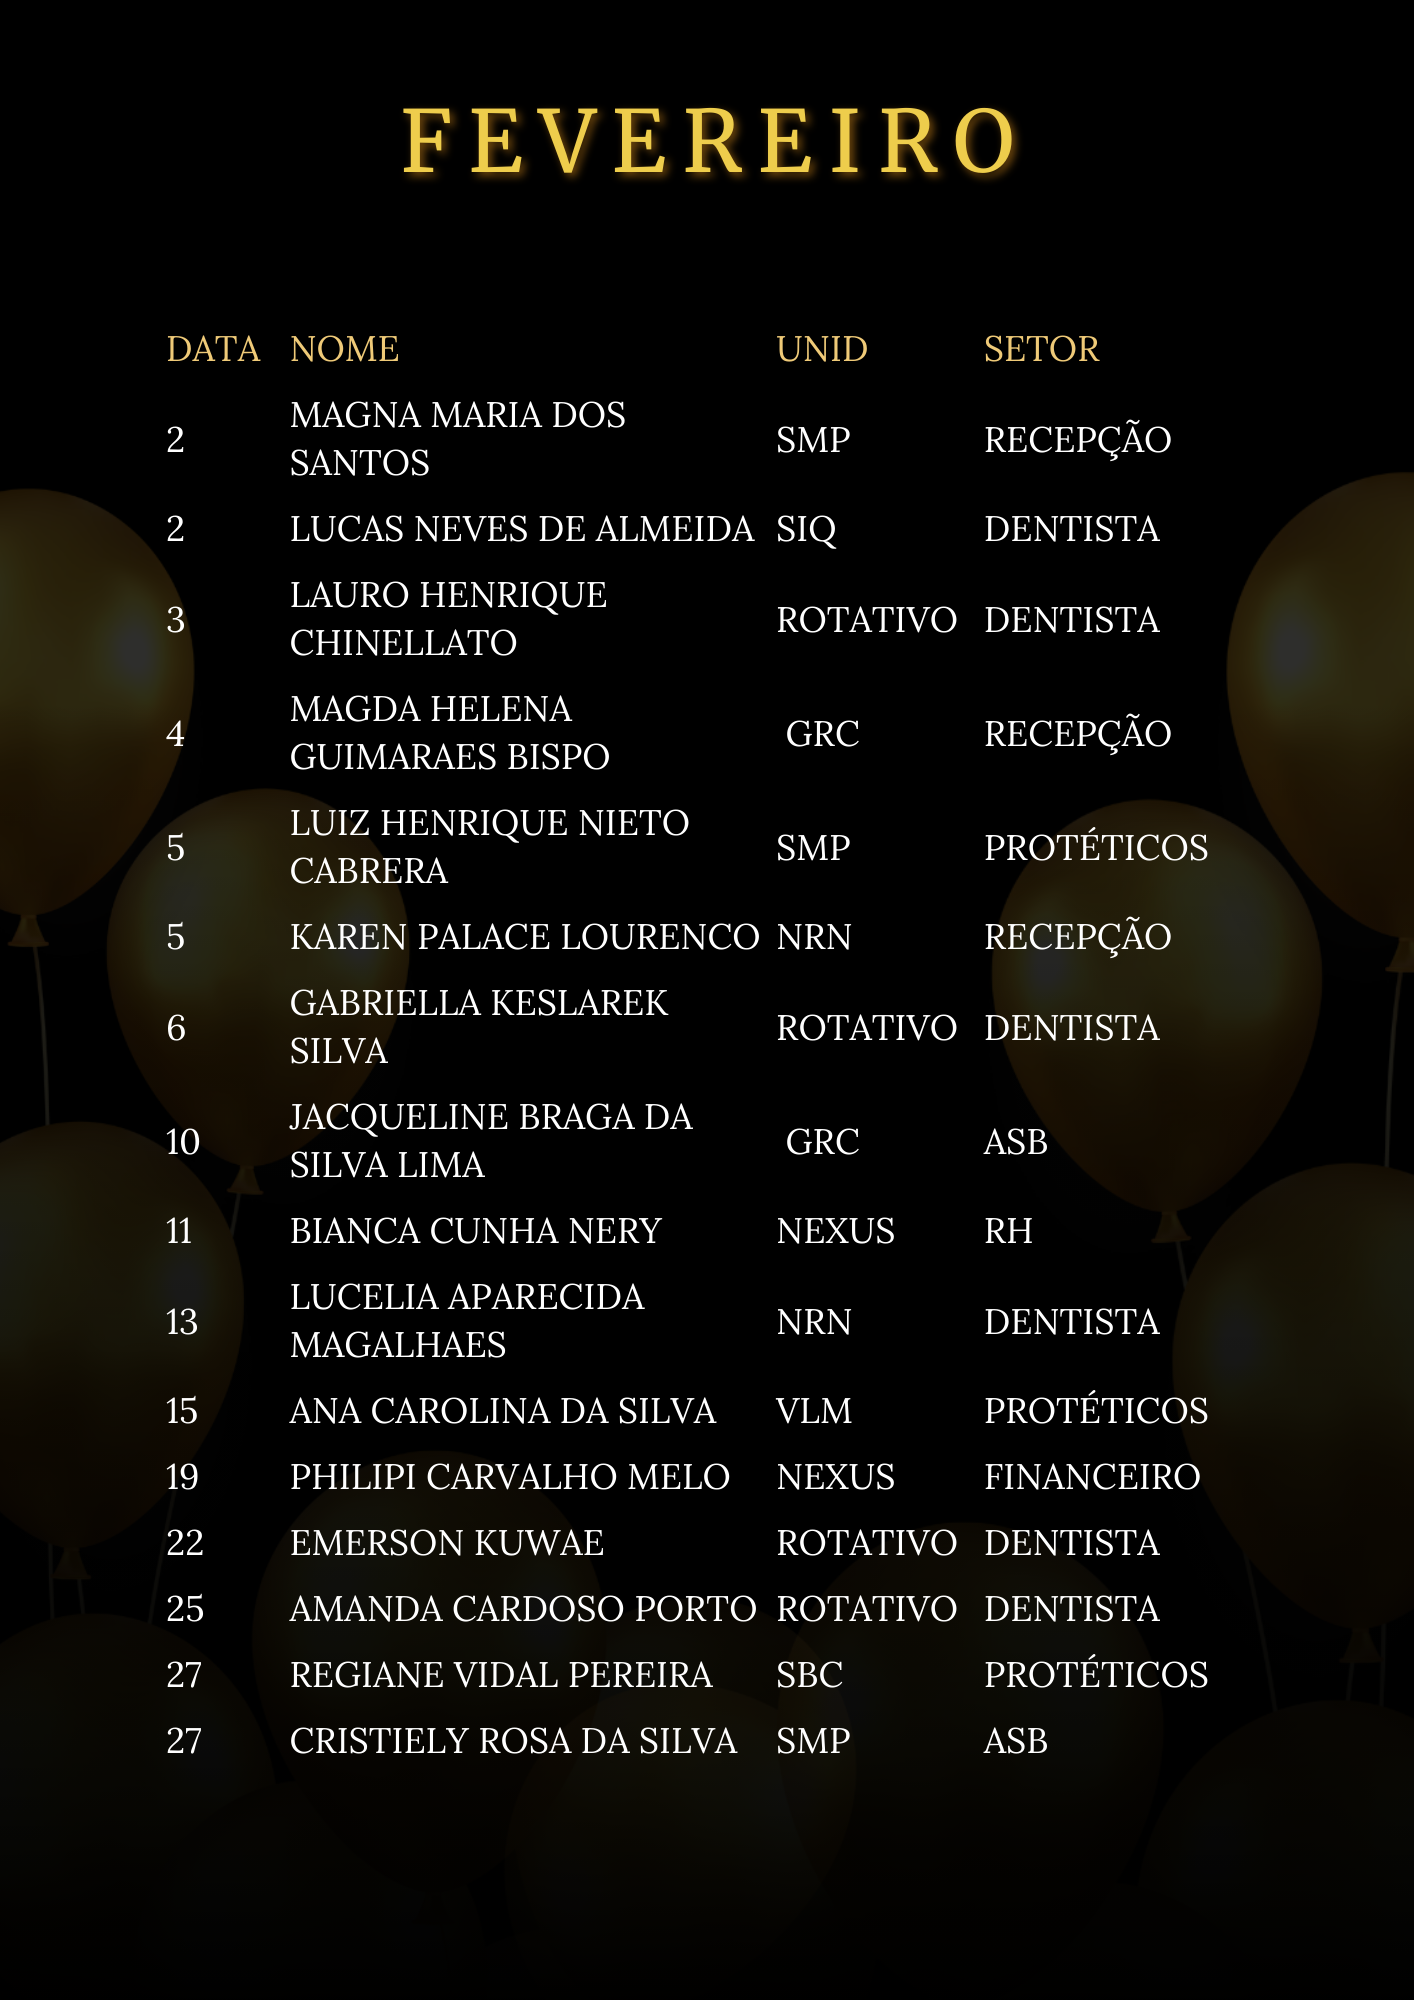 FEVEREIRO
DATA NOME UNID SETOR
2 MAGNA MARIA DOS SANTOS SMP RECEPÇÃO
2 LUCAS NEVES DE ALMEIDA SIQ DENTISTA
3 LAURO HENRIQUE CHINELLATO ROTATIVO DENTISTA
4 MAGDA HELENA GUIMARAES BISPO GRC RECEPÇÃO
5 LUIZ HENRIQUE NIETO CABRERA SMP PROTÉTICOS
5 KAREN PALACE LOURENCO NRN RECEPÇÃO
6 GABRIELLA KESLAREK SILVA ROTATIVO DENTISTA
10 JACQUELINE BRAGA DA SILVA LIMA GRC ASB
11 BIANCA CUNHA NERY NEXUS RH
13 LUCELIA APARECIDA MAGALHAES NRN DENTISTA
15 ANA CAROLINA DA SILVA VLM PROTÉTICOS
19 PHILIPI CARVALHO MELO NEXUS FINANCEIRO
22 EMERSON KUWAE ROTATIVO DENTISTA
25 AMANDA CARDOSO PORTO ROTATIVO DENTISTA
27 REGIANE VIDAL PEREIRA SBC PROTÉTICOS
27 CRISTIELY ROSA DA SILVA SMP ASB